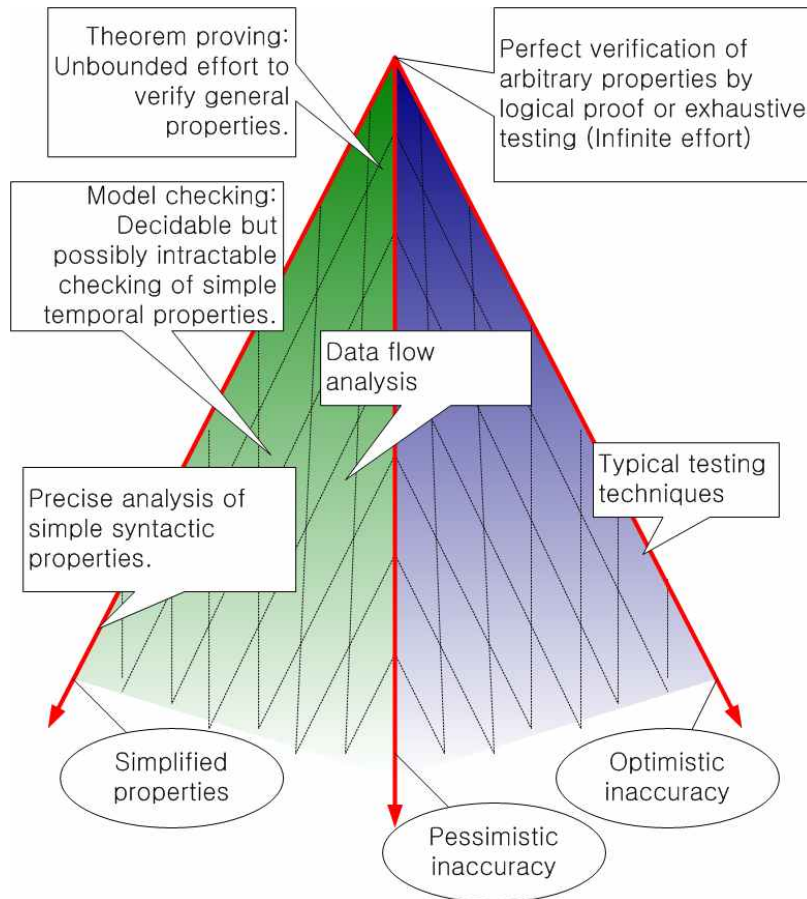 Theorem proving:
Unbounded effort to
verify general
properties.
Perfect verification of
arbitrary properties by
logical proof or exhaustive
testing (Infinite effort)
Model checking:
Decidable but
possibly intractable
checking of simple
temporal properties.
Data flow
analysis
Precise analysis of
simple syntactic
properties.
Typical testing
techniques
Simplified
properties
Optimistic
inaccuracy
Pessimistic
inaccuracy